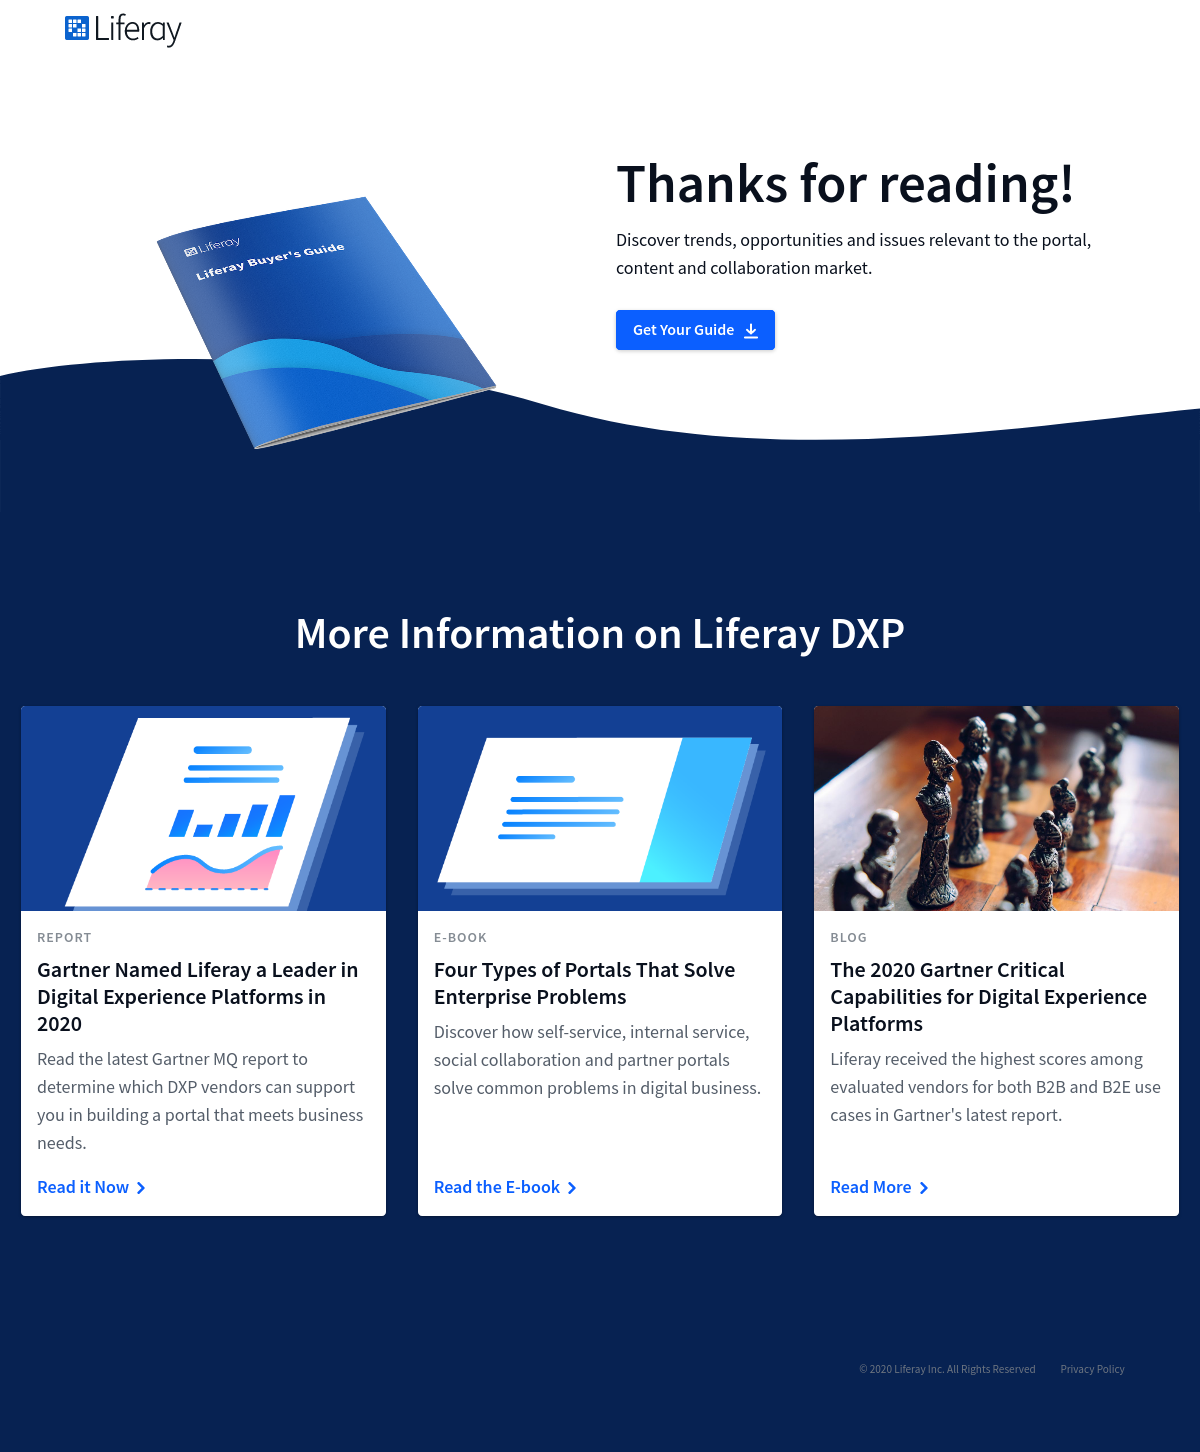 Liferay
Thanks for reading!
Discover trends, opportunities and issues relevant to the portal,
content and collaboration market.
Get Your Guide
Liferay
Liferay Buyer's Guide
More Information on Liferay DXP
REPORT
Gartner Named Liferay a Leader in
Digital Experience Platforms in
2020
Read the latest Gartner MQ report to
determine which DXP vendors can support
you in building a portal that meets business
needs.
Read it Now
E-BOOK
Four Types of Portals That Solve
Enterprise Problems
Discover how self-service, internal service,
social collaboration and partner portals
solve common problems in digital business.
Read the E-book
BLOG
The 2020 Gartner Critical
Capabilities for Digital Experience
Platforms
Liferay received the highest scores among
evaluated vendors for both B2B and B2E use
cases in Gartner's latest report.
Read More
© 2020 Liferay Inc. All Rights Reserved
Privacy Policy